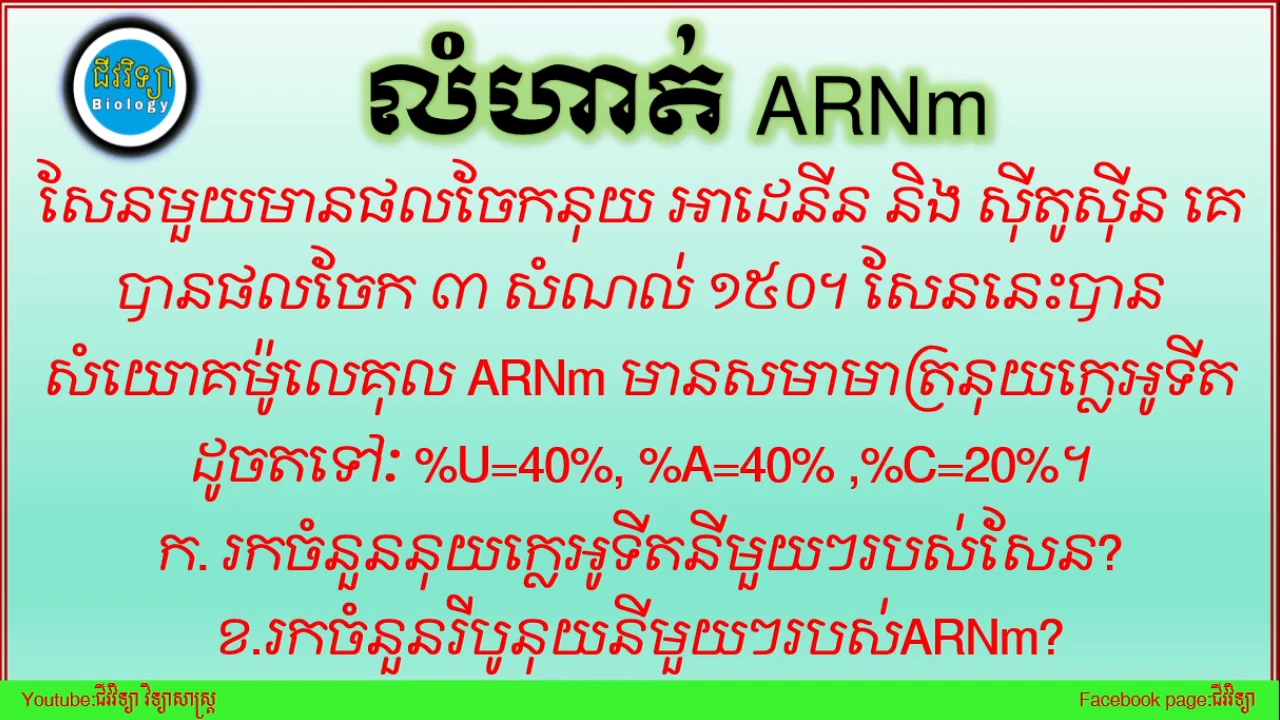 ជីវវិទ្យា
Biology
លំហាត់ ARNm
សែនមួយមានផលចែកនុយ អាដេនីន និង ស៊ីតូស៊ីន គេ
បានផលចែក ៣ សំណល់ ១៥០។ សែននេះបាន
សំយោគម៉ូលេគុល ARNm មានសមាមាត្រនុយក្លេអូទីត
ដូចតទៅ: %U=40%, %A=40% ,%C=20%។
ក. រកចំនួននុយក្លេអូទីតនីមួយៗរបស់សែន?
ខ.រកចំនួនរីបូនុយនីមួយៗរបស់ARNm?
Youtube:ជីវវិទ្យា វិទ្យាសាស្ត្រ
Facebook page:ជីវវិទ្យា